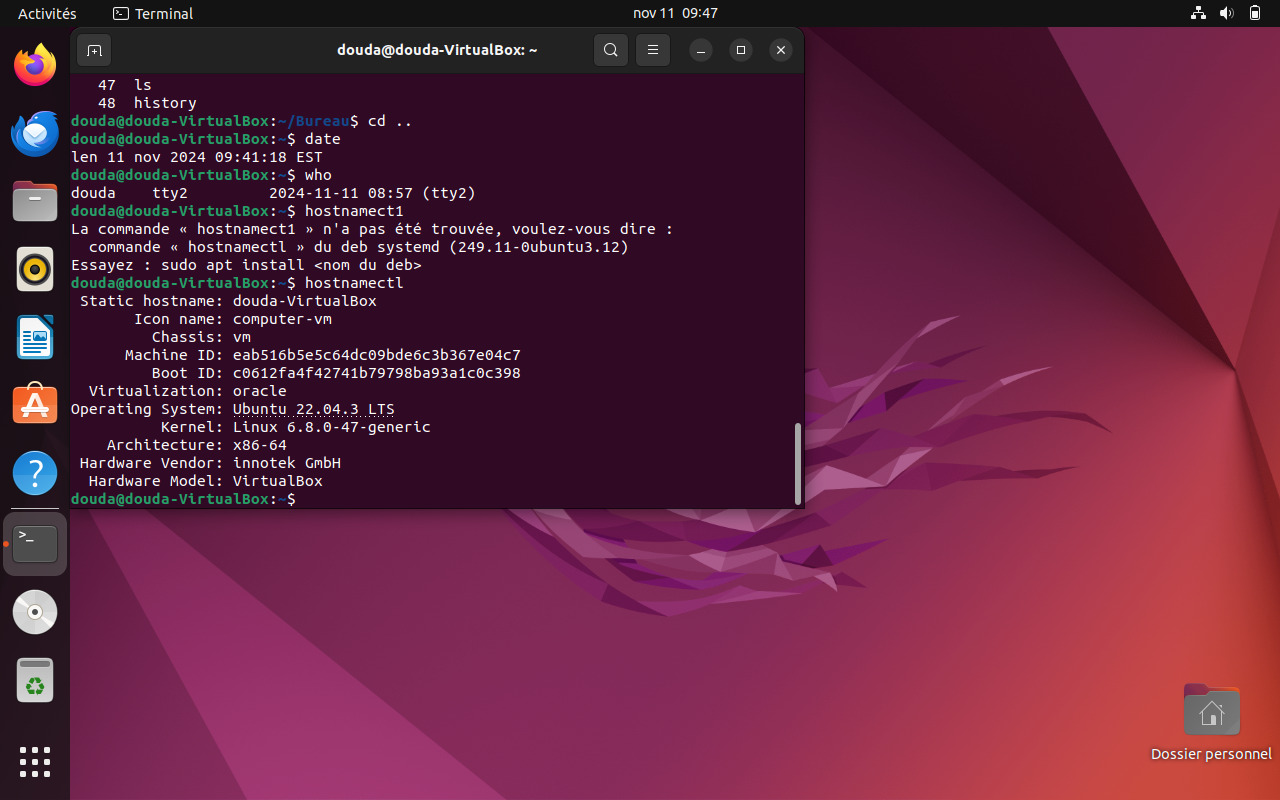 Activités Terminal nov 11 09:47
douda@douda-VirtualBox: ~
47 ls
48 history
douda@douda-VirtualBox:~/Bureau$ cd ..
douda@douda-VirtualBox:~$ date
len 11 nov 2024 09:41:18 EST
douda@douda-VirtualBox:~$ who
douda tty2 2024-11-11 08:57 (tty2)
douda@douda-VirtualBox:~$ hostnamect1
La commande « hostnamect1 » n'a pas été trouvée, voulez-vous dire :
commande « hostnamectl » du deb systemd (249.11-0ubuntu3.12)
Essayez : sudo apt install <nom du deb>
douda@douda-VirtualBox:~$ hostnamectl
Static hostname: douda-VirtualBox
Icon name: computer-vm
Chassis: vm
Machine ID: eab516b5e5c64dc09bde6c3b367e04c7
Boot ID: c0612fa4f42741b79798ba93a1c0c398
Virtualization: oracle
Operating System: Ubuntu 22.04.3 LTS
Kernel: Linux 6.8.0-47-generic
Architecture: x86-64
Hardware Vendor: innotek GmbH
Hardware Model: VirtualBox
douda@douda-VirtualBox:~$
Dossier personnel